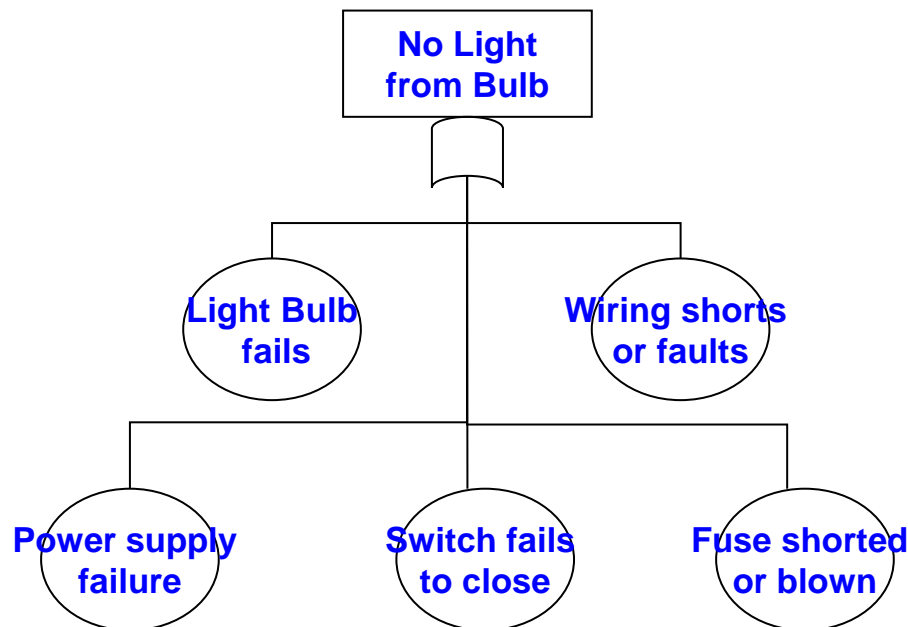 No Light
from Bulb
Light Bulb
fails
Wiring shorts
or faults
Power supply
failure
Switch fails
to close
Fuse shorted
or blown